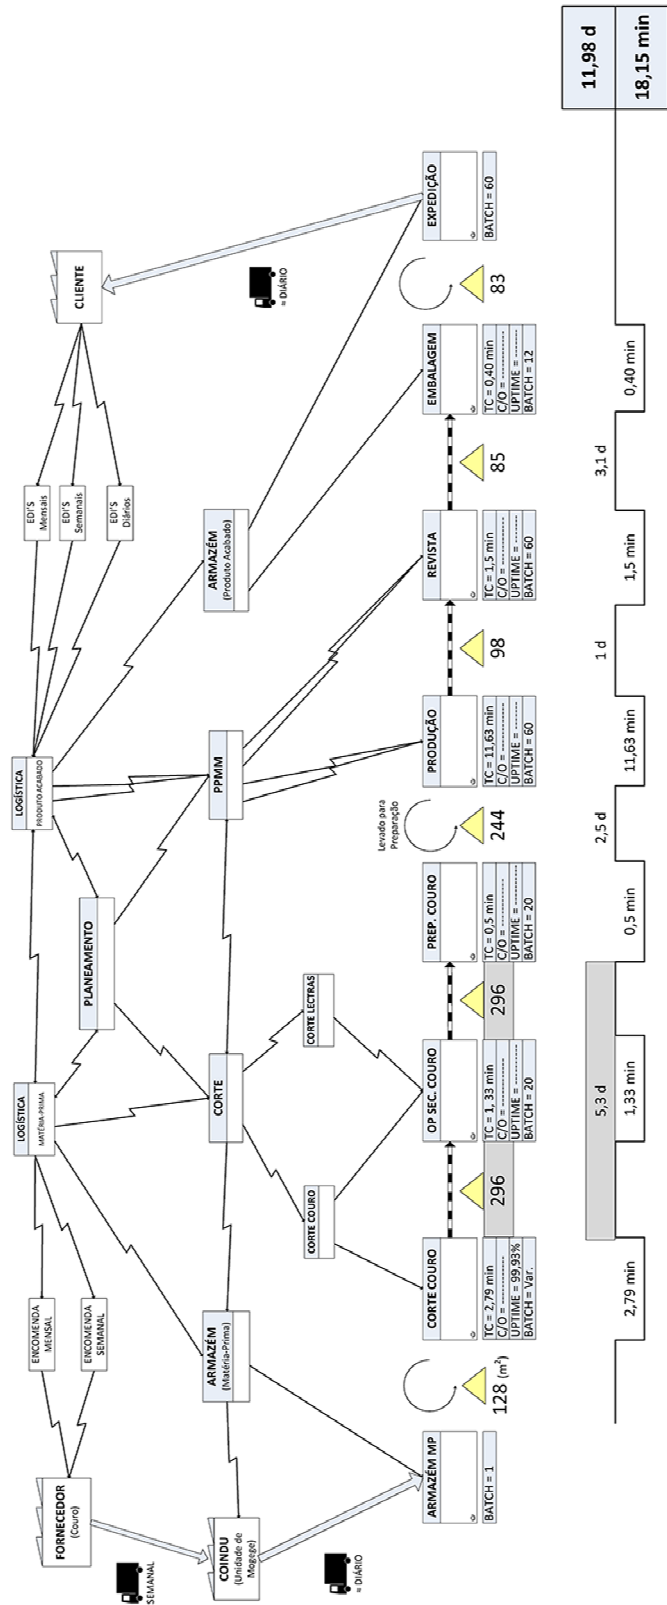 FORNECEDOR
(Couro)
ENCOMENDA
MENSAL
ENCOMENDA
SEMANAL
LOGÍSTICA
MATÉRIA-PRIMA
PLANEAMENTO
LOGÍSTICA
PRODUTO ACABADO
EDI'S
Mensais
EDI'S
Semanais
EDI'S
Diários
CLIENTE
SEMANAL
COINDU
(Unidade de
Mogege)
ARMAZÉM
(Matéria-Prima)
CORTE
PPMM
ARMAZÉM
(Produto Acabado)
≈ DIÁRIO
≈ DIÁRIO
CORTE COURO
CORTE LECTRAS
Levado para
Preparação
ARMAZÉM MP
BATCH = 1
128 (m²)
CORTE COURO
TC = 2,79 min
C/O = ------------
UPTIME = 99,93%
BATCH = Var.
296
OP SEC. COURO
TC = 1, 33 min
C/O = ------------
UPTIME = --------
BATCH = 20
296
PREP. COURO
TC = 0,5 min
C/O = ------------
UPTIME = --------
BATCH = 20
244
PRODUÇÃO
TC = 11,63 min
C/O = ------------
UPTIME = --------
BATCH = 60
98
REVISTA
TC = 1,5 min
C/O = ------------
UPTIME = --------
BATCH = 60
85
EMBALAGEM
TC = 0,40 min
C/O = ------------
UPTIME = --------
BATCH = 12
83
EXPEDIÇÃO
BATCH = 60
5,3 d
2,5 d
1 d
3,1 d
11,98 d
2,79 min
1,33 min
0,5 min
11,63 min
1,5 min
0,40 min
18,15 min